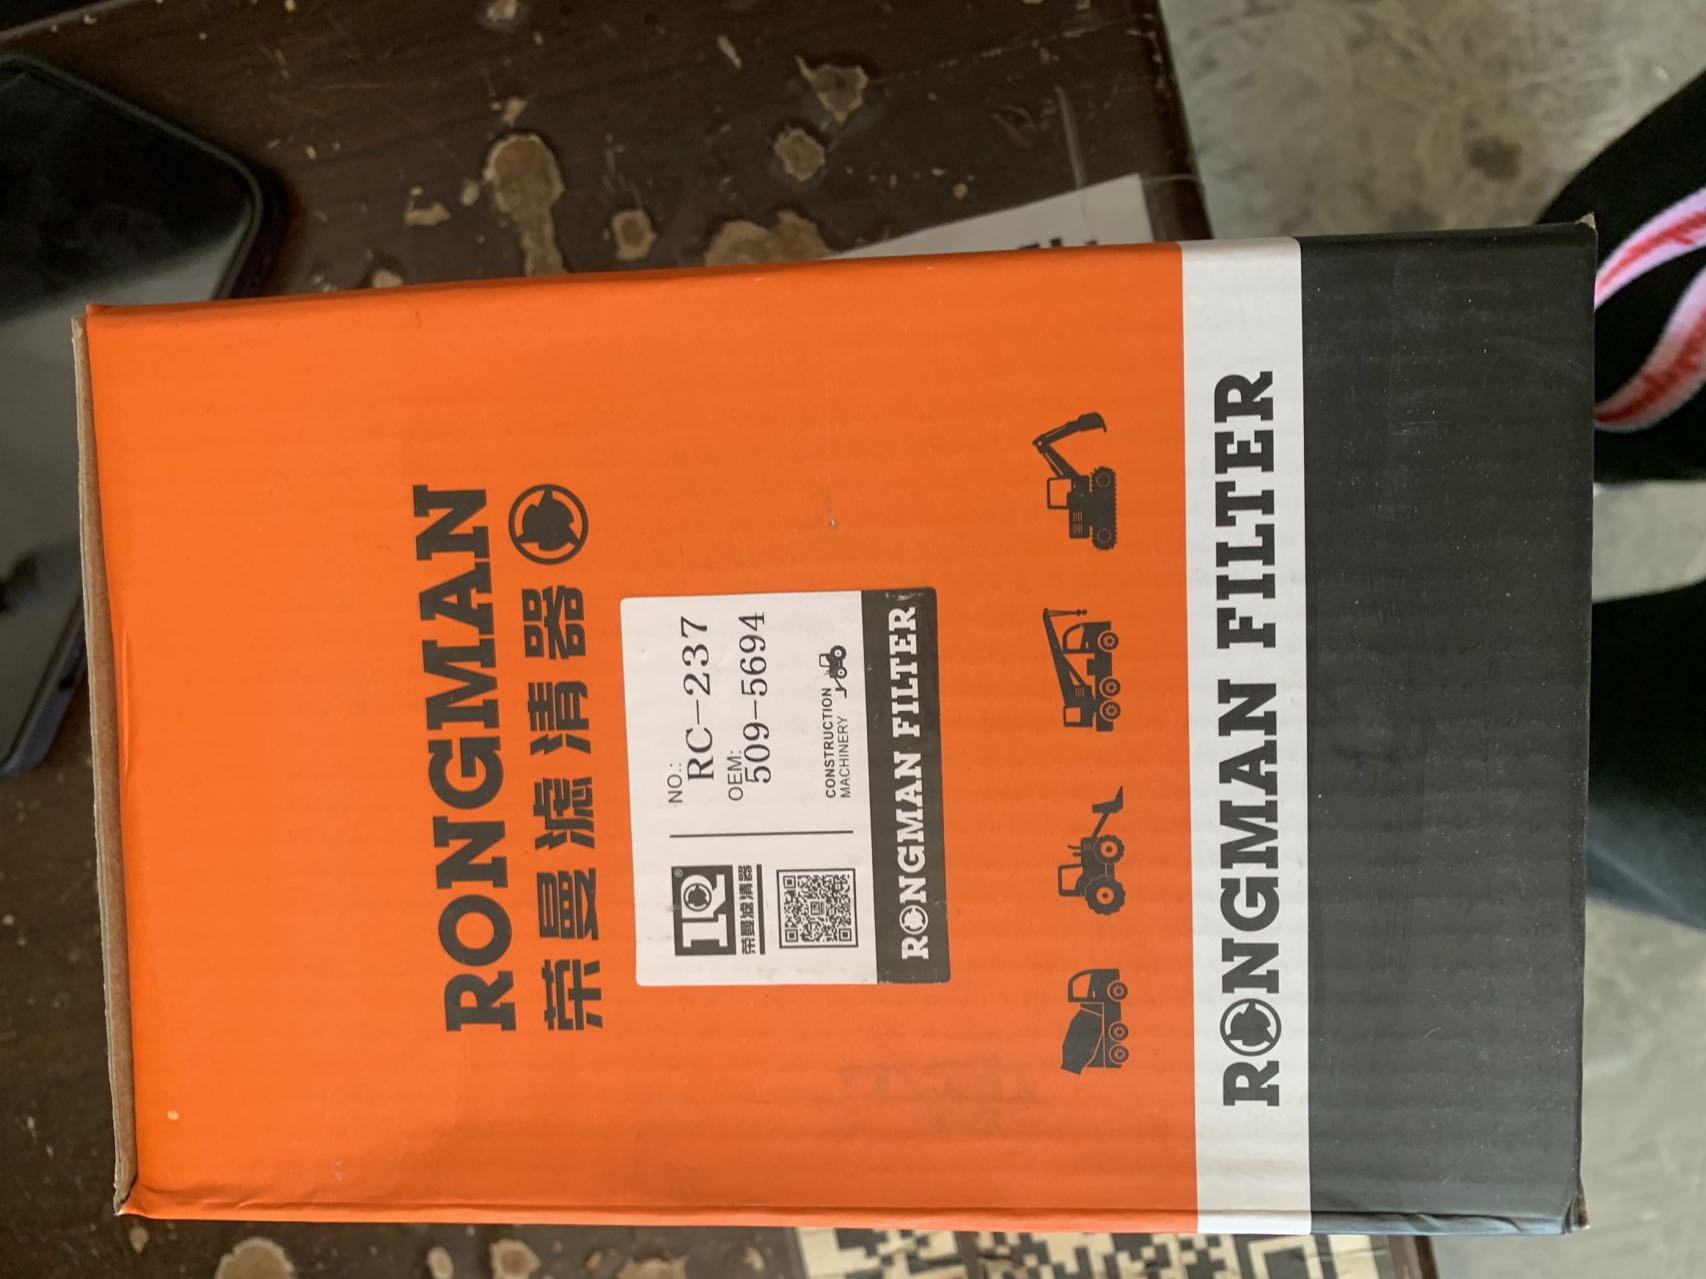 RONGMAN
荣曼滤清器
荣曼滤清器
NO.:
RC-237
OEM:
509-5694
CONSTRUCTION
MACHINERY
RONGMAN FILTER
RONGMAN FILTER